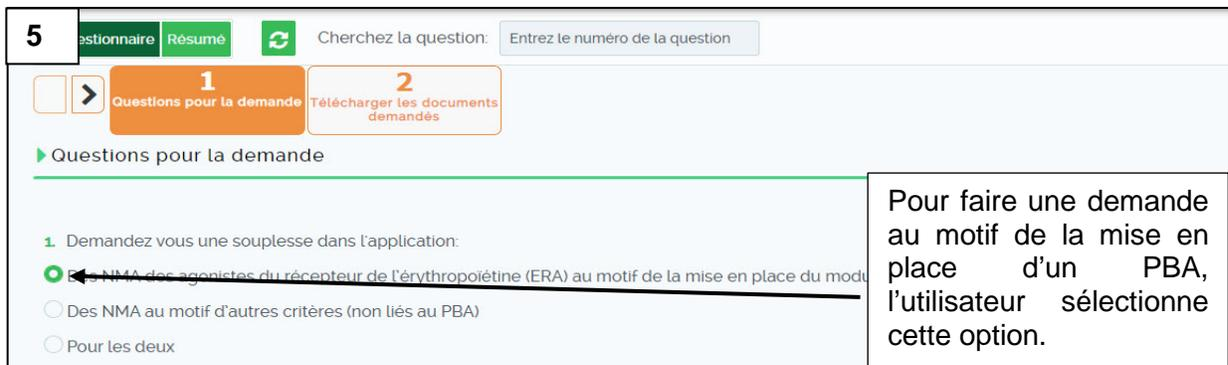 5
estionnaire Résumé Cherchez la question: Entrez le numéro de la question
1 2
Questions pour la demande Télécharger les documents
demandés
Questions pour la demande
1. Demandez vous une souplesse dans l'application:
Des NMA des agonistes du récepteur de l'érythropoïétine (ERA) au motif de la mise en place du modu
Des NMA au motif d'autres critères (non liés au PBA)
Pour les deux
Pour faire une demande
au motif de la mise en
place d'un PBA,
l'utilisateur sélectionne
cette option.